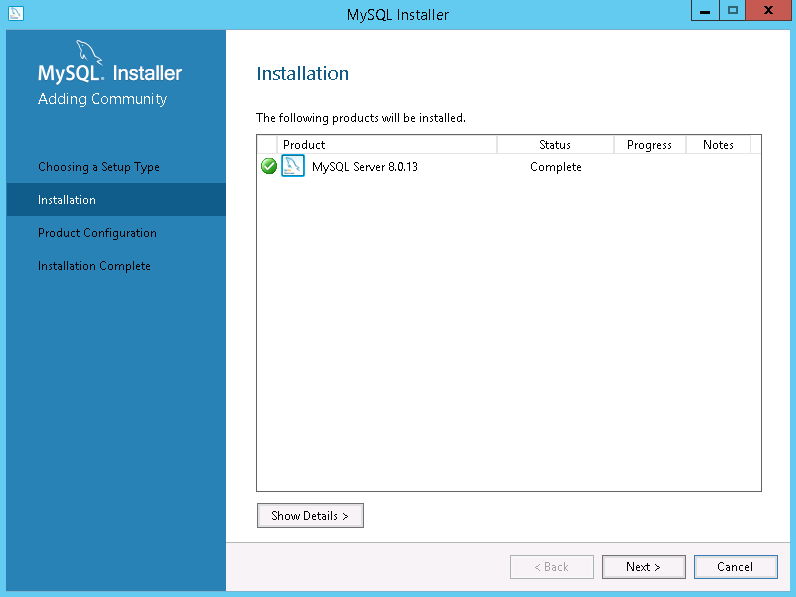 MySQL Installer
MySQL. Installer
Adding Community
Choosing a Setup Type
Installation
Product Configuration
Installation Complete
Installation
The following products will be installed.
Product Status Progress Notes
MySQL Server 8.0.13 Complete
Show Details >
< Back Next > Cancel